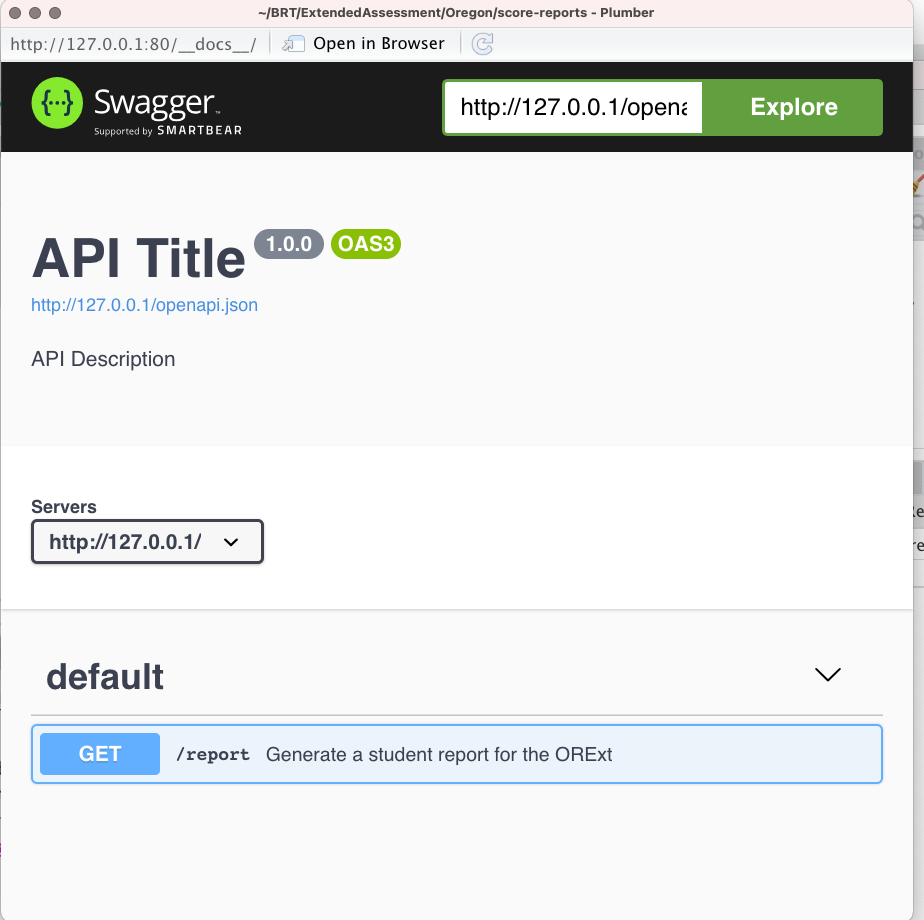 ~/BRT/ExtendedAssessment/Oregon/score-reports - Plumber
http://127.0.0.1:80/__docs__/ Open in Browser
{···} Swagger™
Supported by SMARTBEAR
http://127.0.0.1/opena Explore
API Title 1.0.0 OAS3
http://127.0.0.1/openapi.json
API Description
Servers
http://127.0.0.1/
default
GET /report Generate a student report for the ORExt